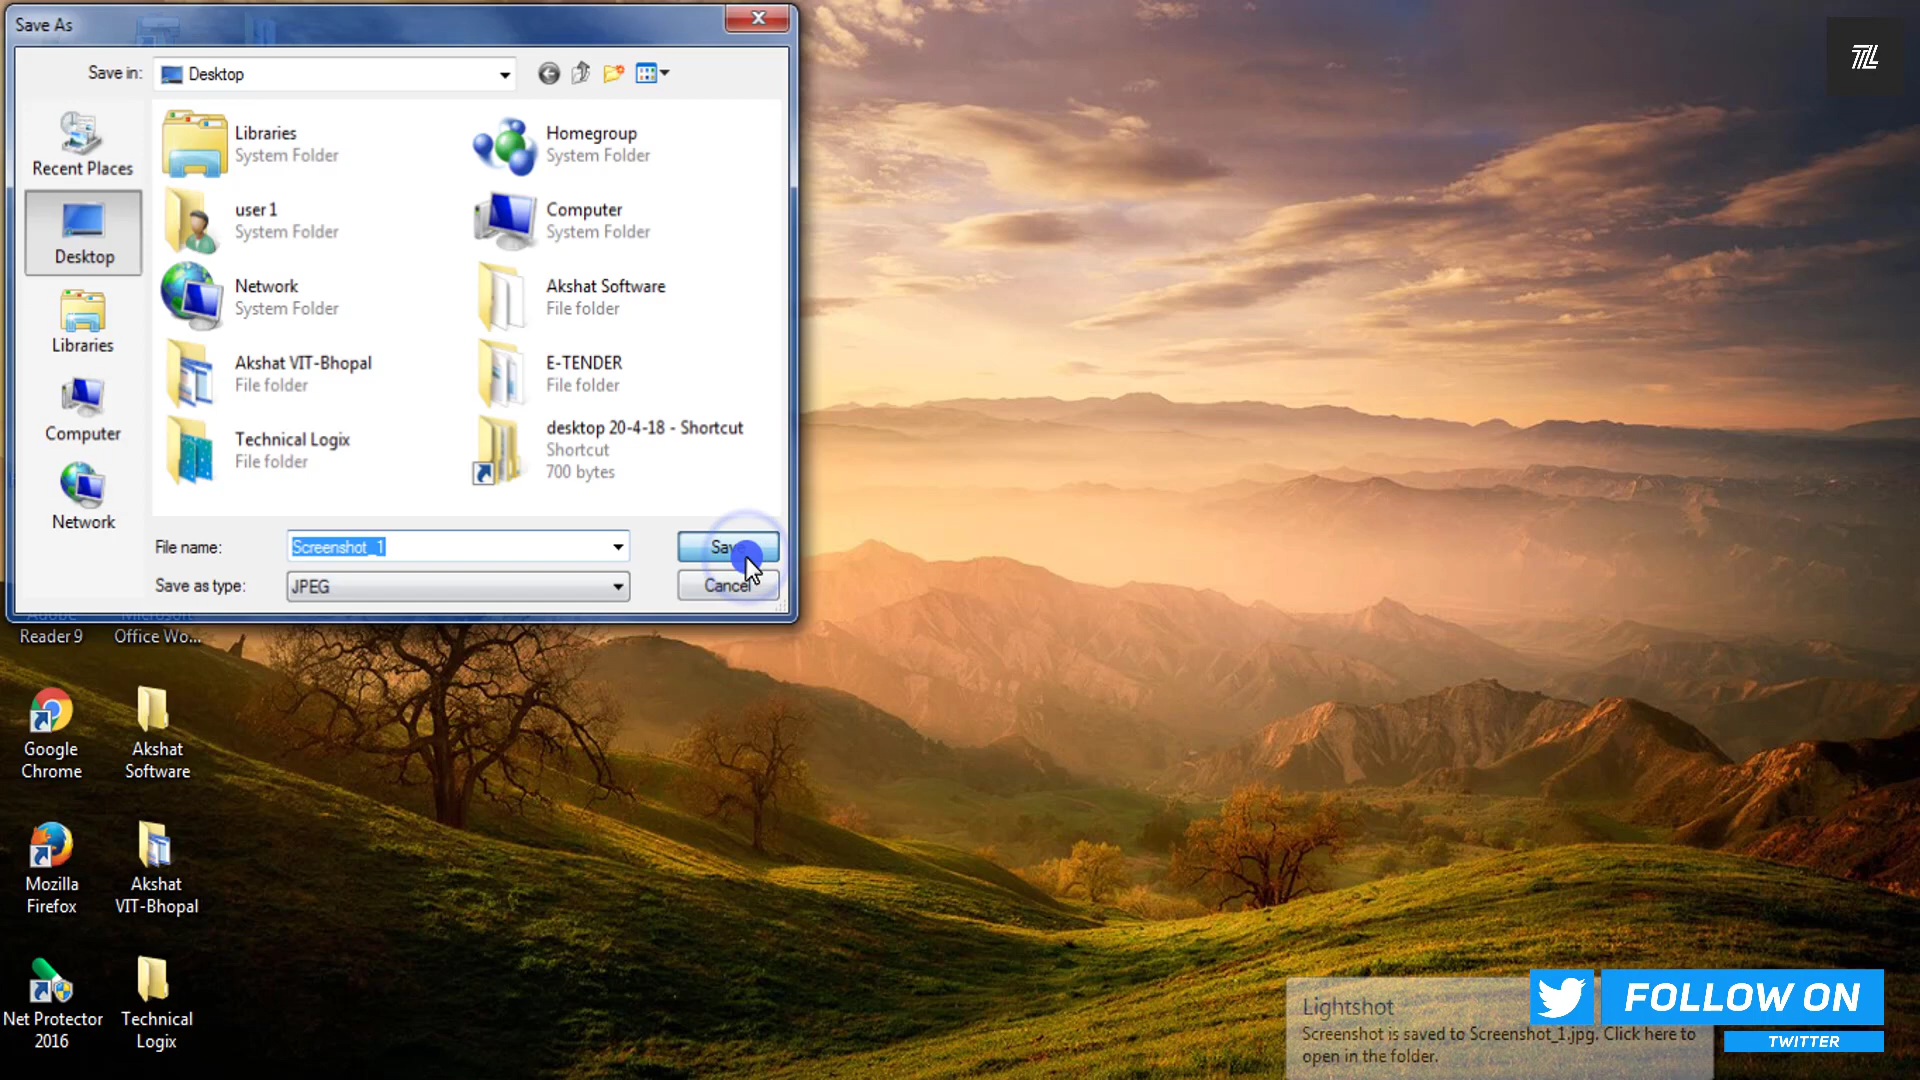 Save As
Save in:
Desktop
Recent Places
Desktop
Libraries
Computer
Network
Libraries
System Folder
Homegroup
System Folder
user 1
System Folder
Computer
System Folder
Network
System Folder
Akshat Software
File folder
Akshat VIT-Bhopal
File folder
E-TENDER
File folder
Technical Logix
File folder
desktop 20-4-18 - Shortcut
Shortcut
700 bytes
File name:
Screenshot_1
Save
Save as type:
JPEG
Cancel
Adobe
Reader 9
Microsoft
Office Wo...
Google
Chrome
Akshat
Software
Mozilla
Firefox
Akshat
VIT-Bhopal
Net Protector
2016
Technical
Logix
Lightshot
Screenshot is saved to Screenshot_1.jpg. Click here to
open in the folder.
FOLLOW ON
TWITTER
TL